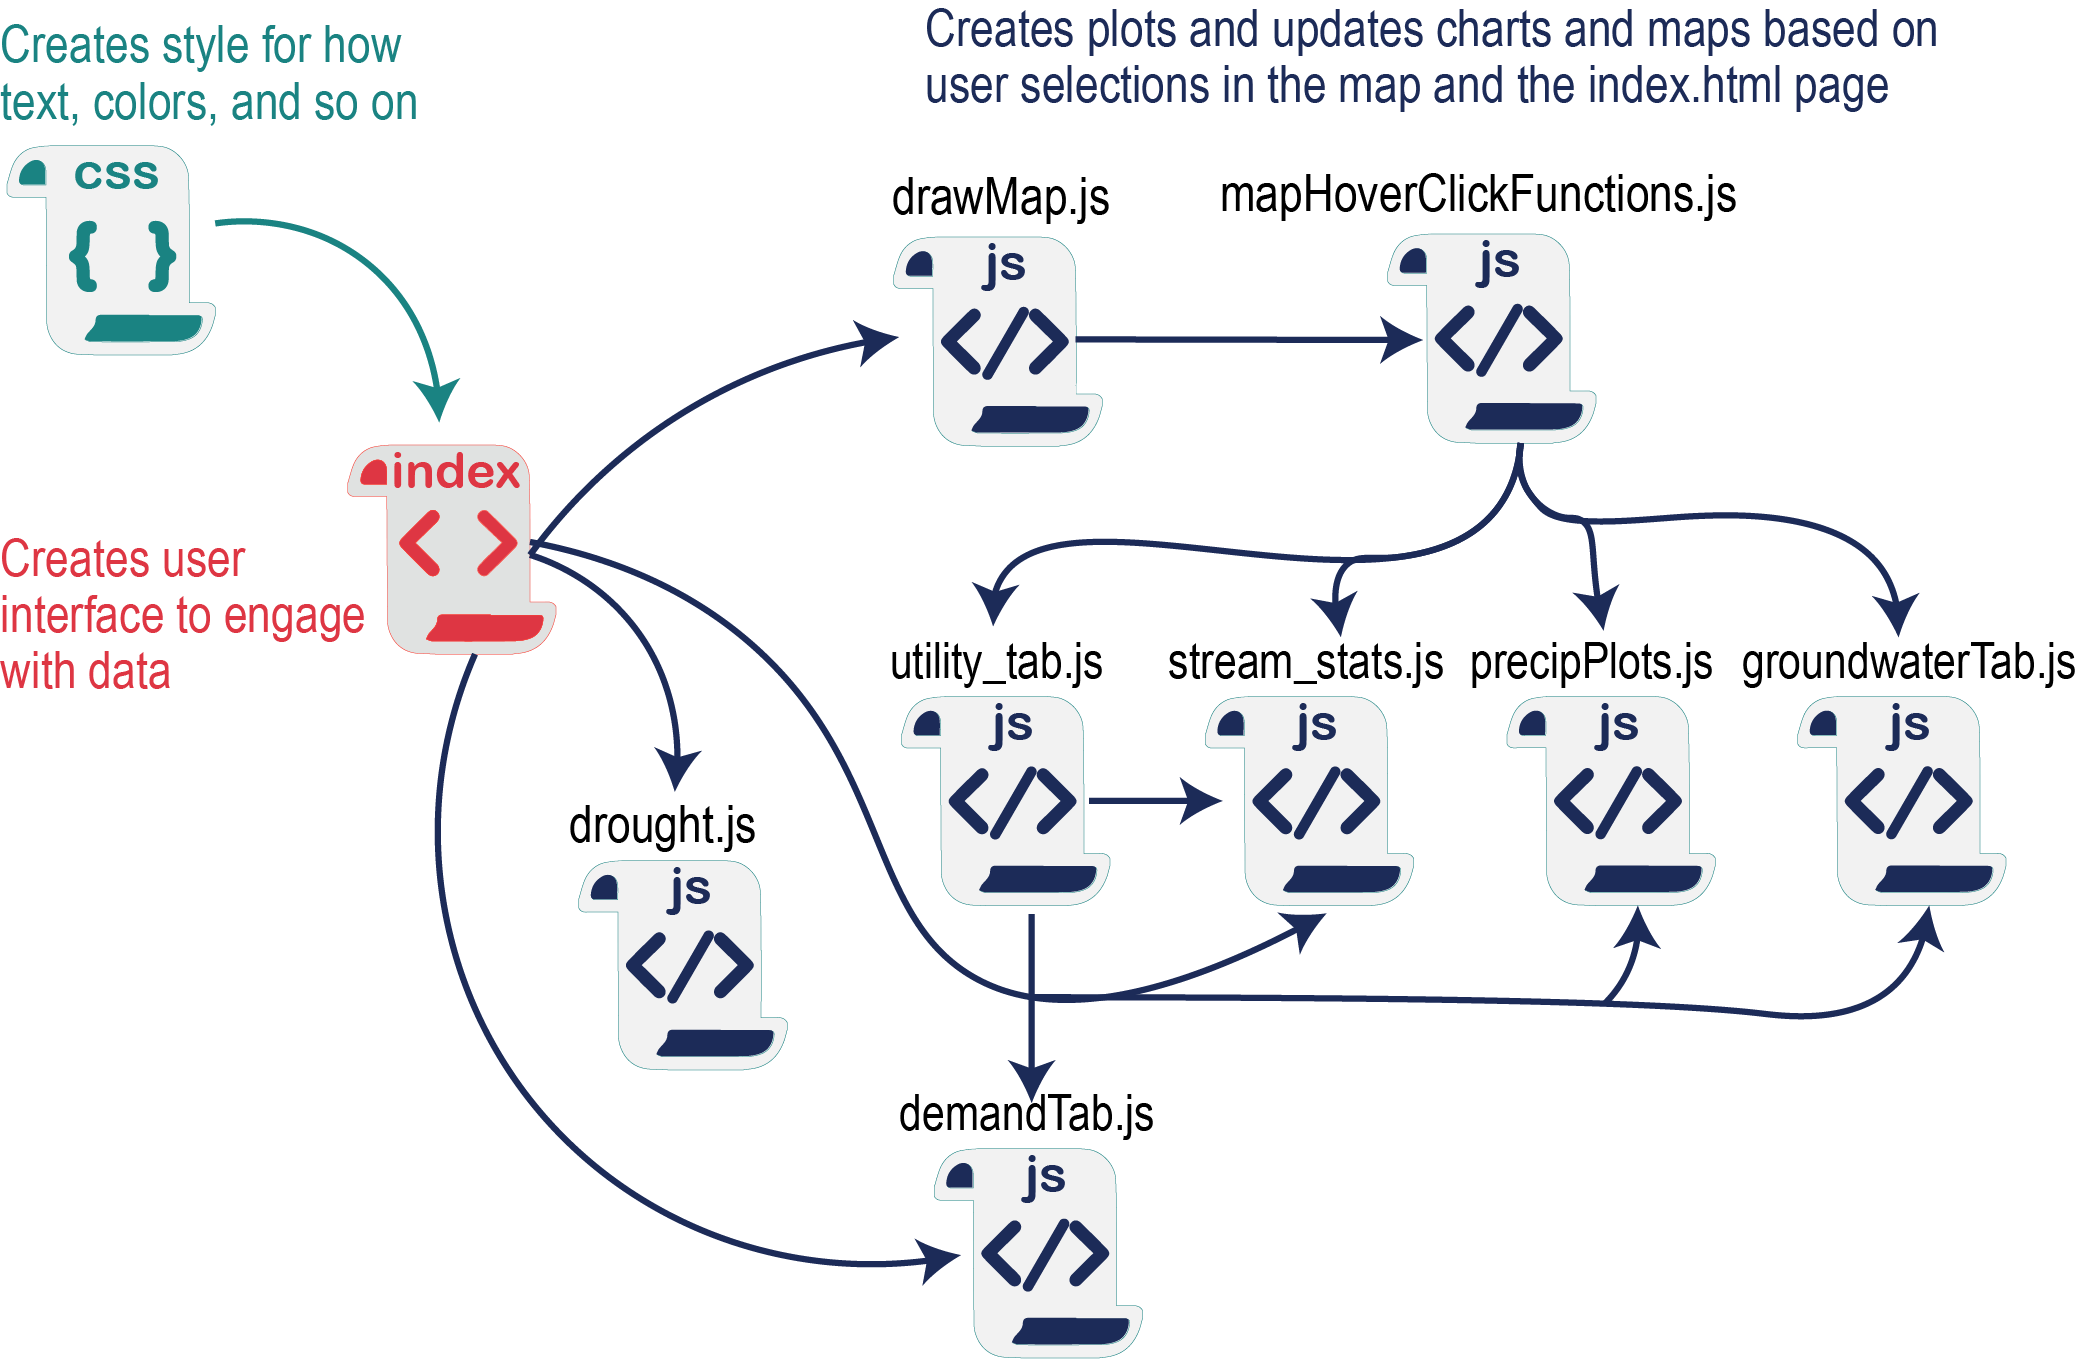 Creates style for how
text, colors, and so on
Creates plots and updates charts and maps based on
user selections in the map and the index.html page
css
{ }
drawMap.js
js
</>
mapHoverClickFunctions.js
js
</>
index
< >
Creates user
interface to engage
with data
utility_tab.js
js
</>
stream_stats.js
js
</>
precipPlots.js
js
</>
groundwaterTab.js
js
</>
drought.js
js
</>
demandTab.js
js
</>